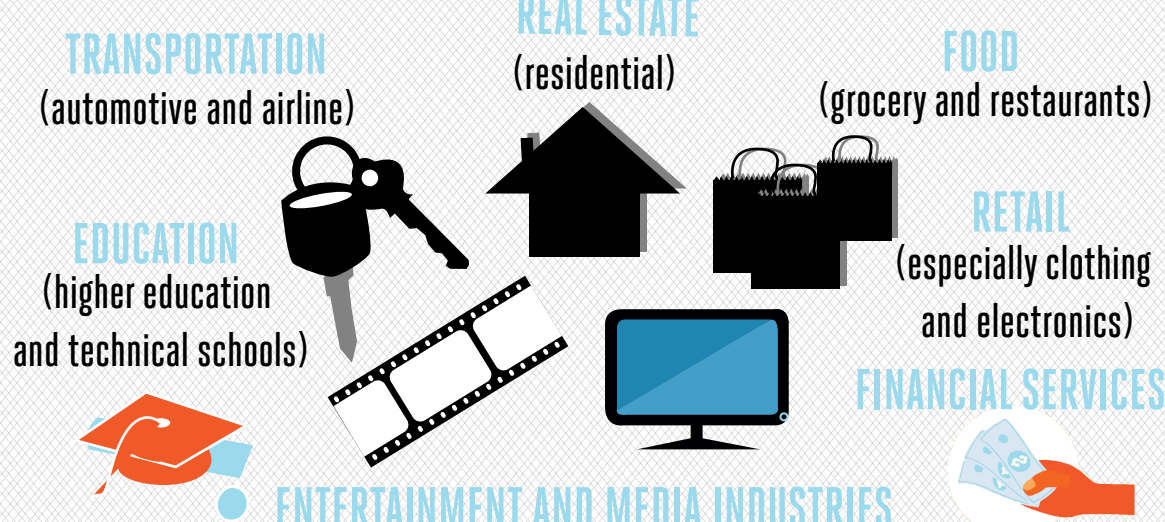 REAL ESTATE
(residential)
TRANSPORTATION
(automotive and airline)
FOOD
(grocery and restaurants)
EDUCATION
(higher education
and technical schools)
RETAIL
(especially clothing
and electronics)
FINANCIAL SERVICES
ENTERTAINMENT AND MEDIA INDUSTRIES